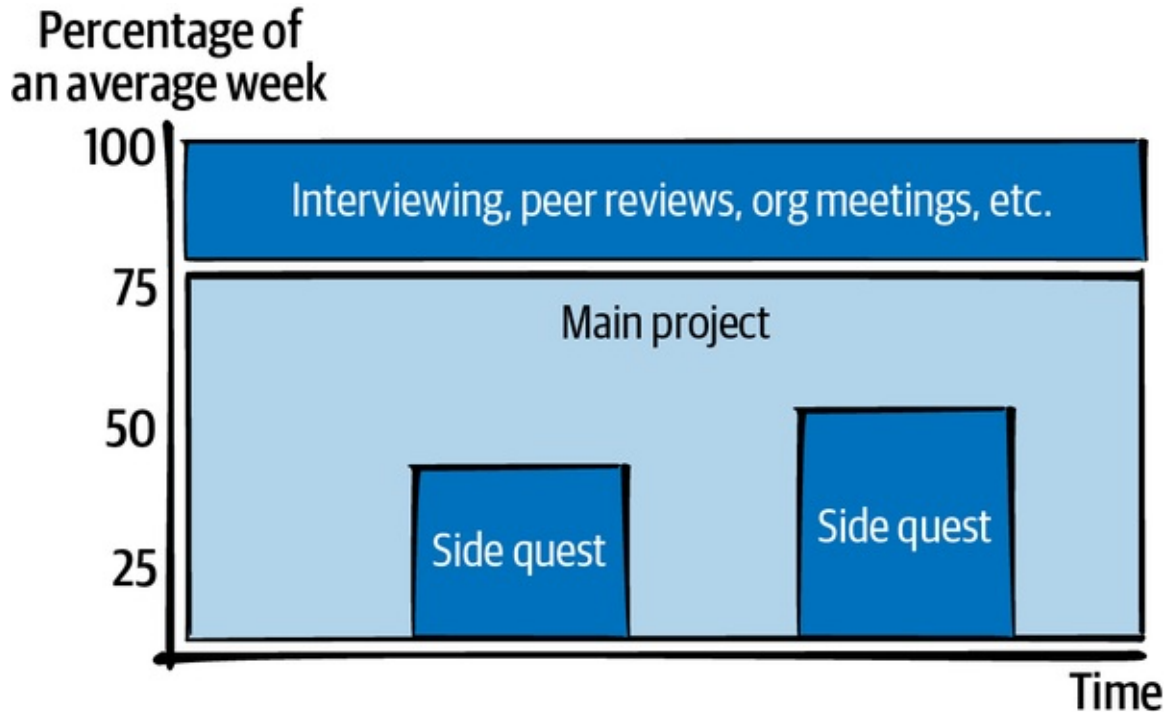 Percentage of
an average week
100
Interviewing, peer reviews, org meetings, etc.
75
Main project
50
Side quest
Side quest
25
Time